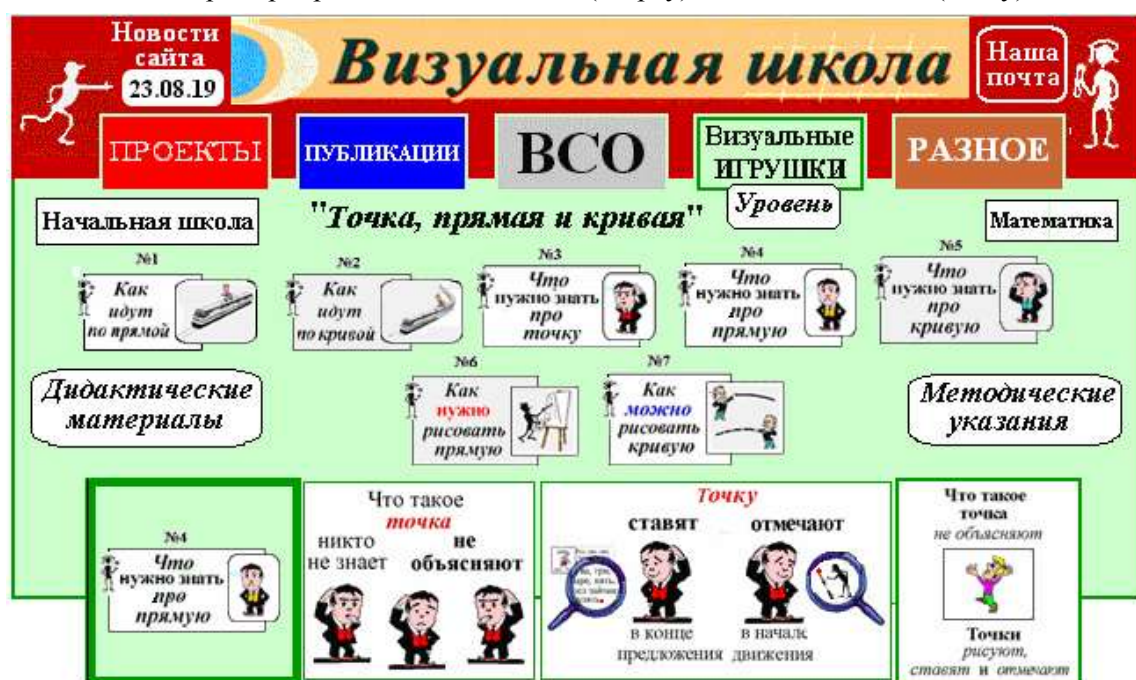 Новости
сайта
23.08.19
Визуальная школа
Наша
почта
ПРОЕКТЫ
ПУБЛИКАЦИИ
ВСО
Визуальные
ИГРУШКИ
РАЗНОЕ
Начальная школа
"Точка, прямая и кривая"
Уровень
Математика
№1
Как
идут
по прямой
№2
Как
идут
по кривой
№3
Что
нужно знать
про
точку
№4
Что
нужно знать
про
прямую
№5
Что
нужно знать
про
кривую
Дидактические
материалы
№6
Как
нужно
рисовать
прямую
№7
Как
можно
рисовать
кривую
Методические
указания
№4
Что
нужно знать
про
прямую
Что такое
точка
никто
не знает
не
объясняют
Точку
ставят
отмечают
в конце
предложения
в начале
движения
Что такое
точка
не объясняют
Точки
рисуют,
ставят и отмечают